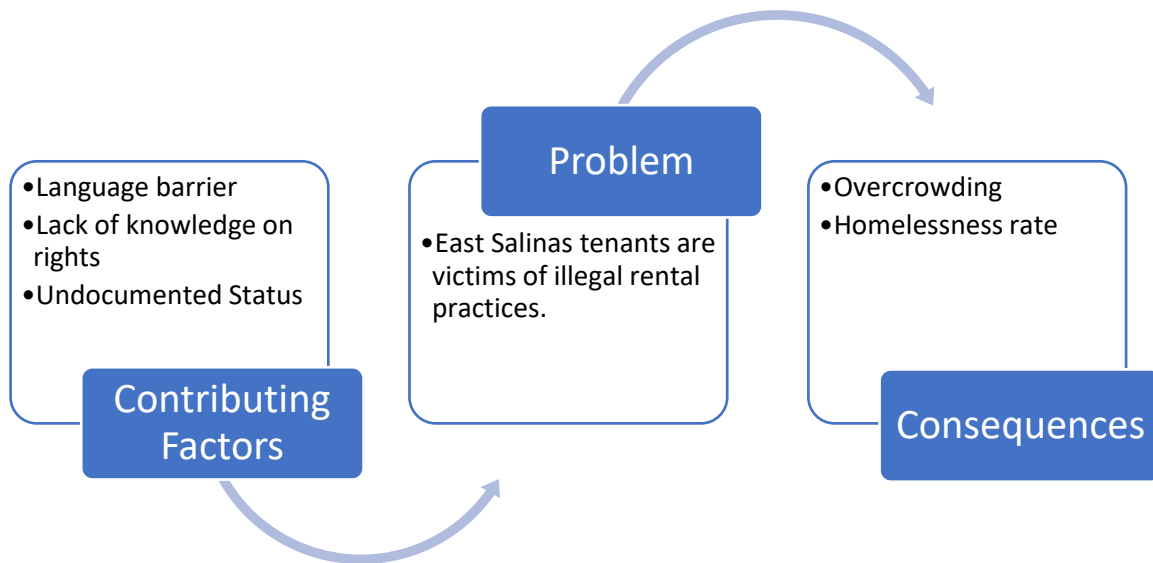 •Language barrier
•Lack of knowledge on
rights
•Undocumented Status
Contributing
Factors
Problem
•East Salinas tenants are
victims of illegal rental
practices.
•Overcrowding
•Homelessness rate
Consequences